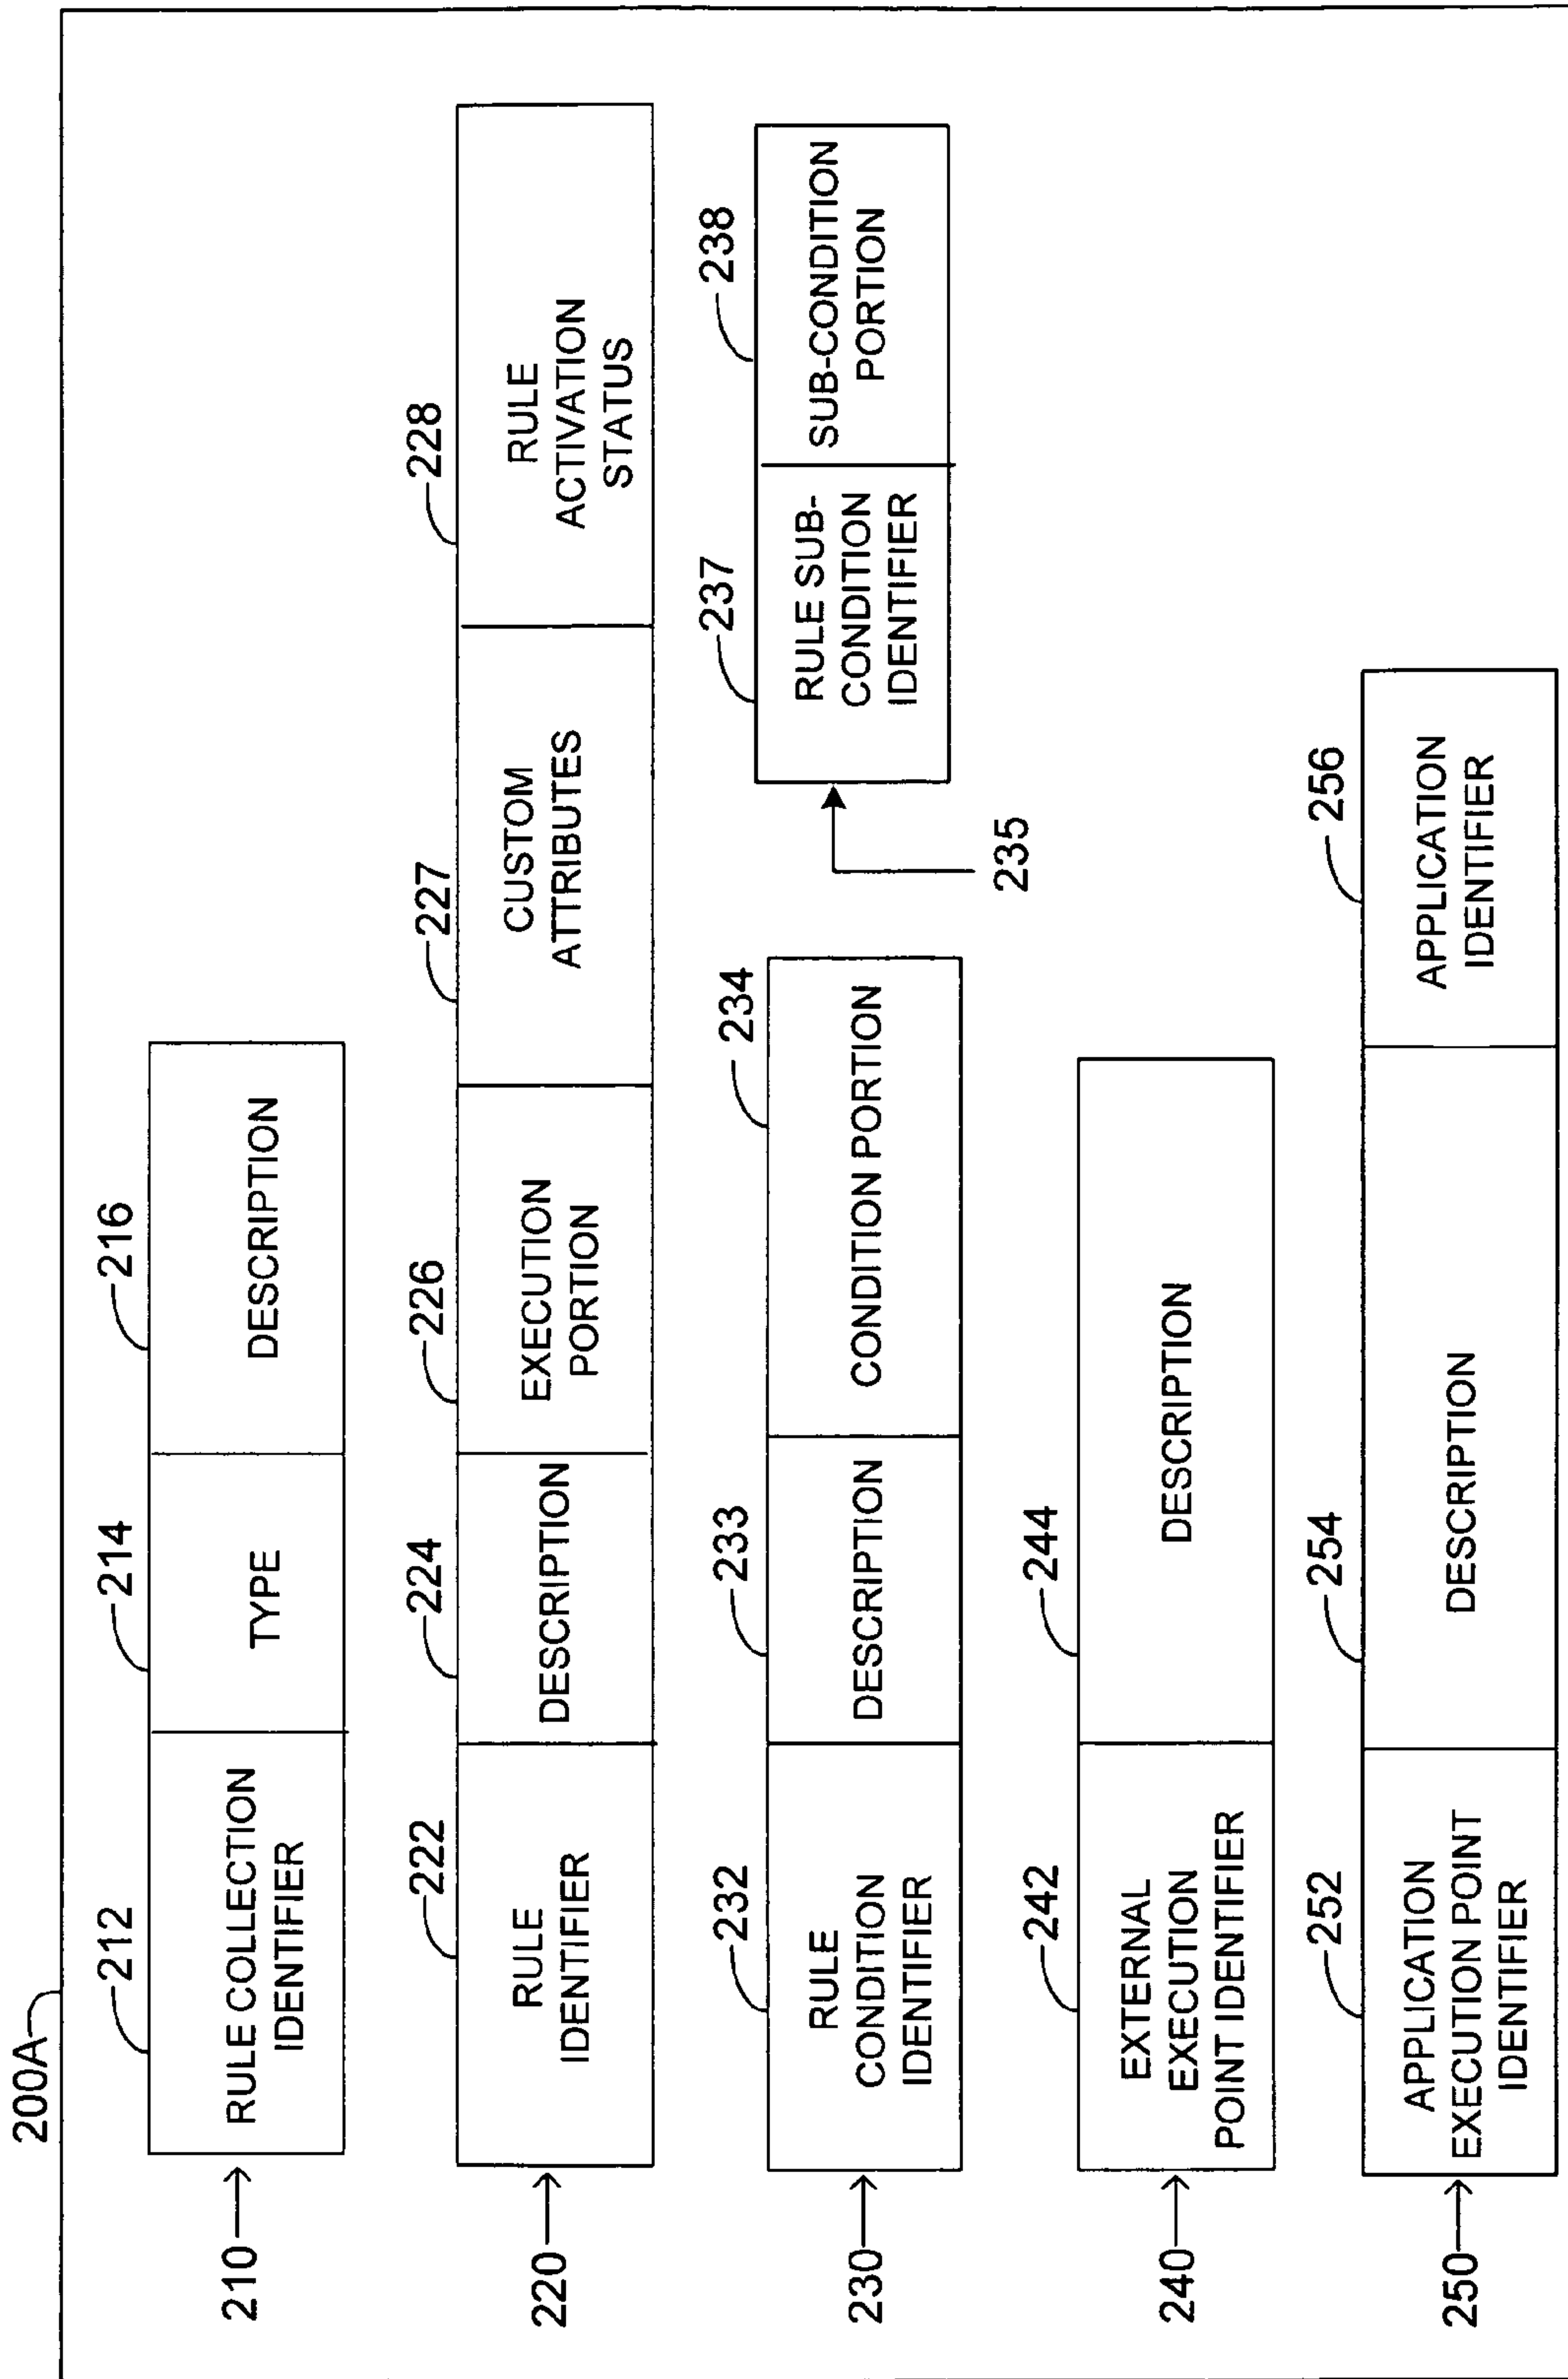 200A
212
214
216
210
RULE COLLECTION
IDENTIFIER
TYPE
DESCRIPTION
222
224
226
227
228
220
RULE
IDENTIFIER
DESCRIPTION
EXECUTION
PORTION
CUSTOM
ATTRIBUTES
RULE
ACTIVATION
STATUS
232
233
234
230
RULE
CONDITION
IDENTIFIER
DESCRIPTION
CONDITION PORTION
235
237
238
RULE SUB-
CONDITION
IDENTIFIER
SUB-CONDITION
PORTION
242
244
240
EXTERNAL
EXECUTION
POINT IDENTIFIER
DESCRIPTION
252
254
256
250
APPLICATION
EXECUTION POINT
IDENTIFIER
DESCRIPTION
APPLICATION
IDENTIFIER